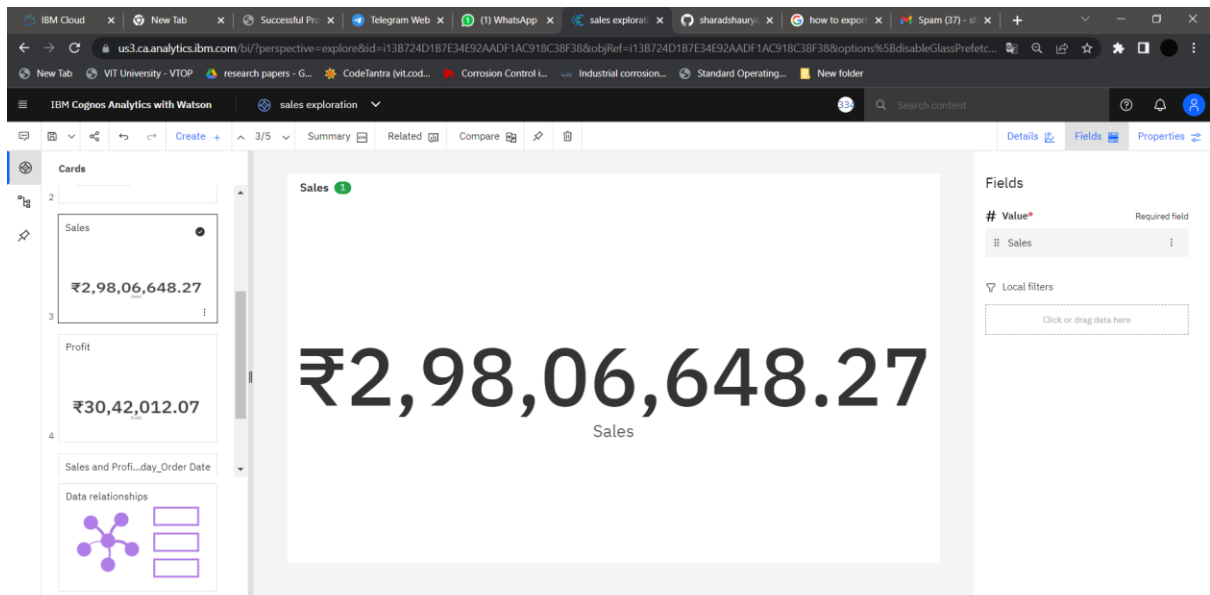 IBM Cloud
New Tab
Successful Pro
Telegram Web
(1) WhatsApp
sales explorati
sharadshaurya
how to export
Spam (37) - sh
us3.ca.analytics.ibm.com/bi/?perspective=explore&id=i13B724D1B7E34E92AADF1AC918C38F38&objRef=i13B724D1B7E34E92AADF1AC918C38F38&options%5BdisableGlassPrefetc...
New Tab
VIT University - VTOP
research papers - G...
CodeTantra (vit.cod...
Corrosion Control i...
Industrial corrosion...
Standard Operating...
New folder
IBM Cognos Analytics with Watson
sales exploration
334
Search content
Create +
3/5
Summary
Related
Compare
Details
Fields
Properties
Cards
2
Sales
₹2,98,06,648.27
Sales
3
Profit
₹30,42,012.07
Profit
4
Sales and Profi...day_Order Date
Data relationships
Sales 1
₹2,98,06,648.27
Sales
Fields
# Value*
Required field
Sales
Local filters
Click or drag data here